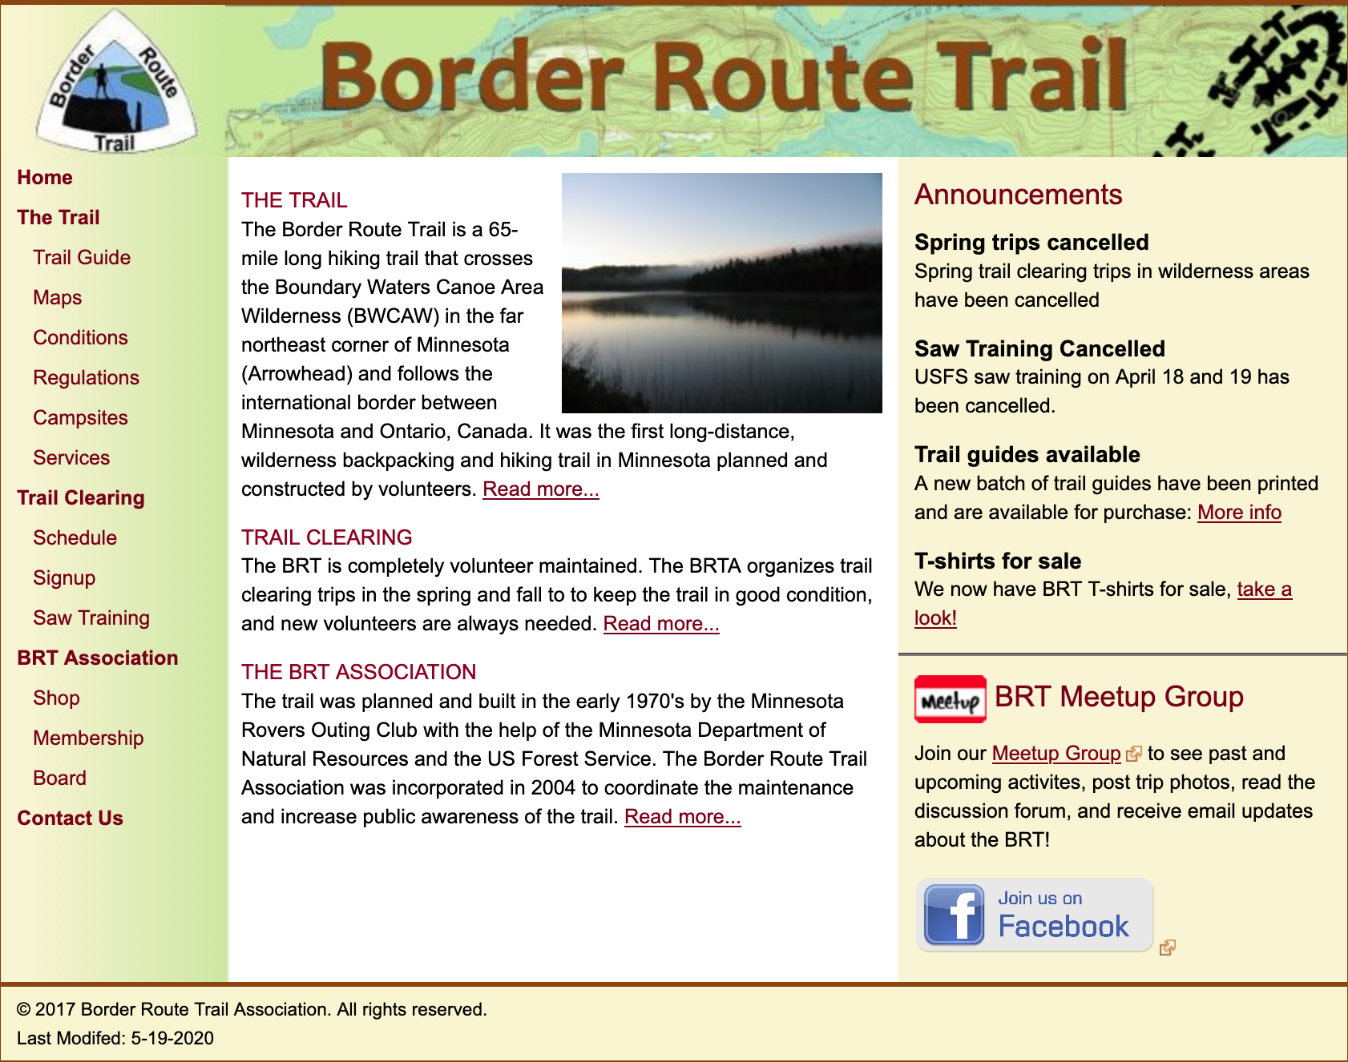 Border Route Trail
Border Route Trail
Home
The Trail
Trail Guide
Maps
Conditions
Regulations
Campsites
Services
Trail Clearing
Schedule
Signup
Saw Training
BRT Association
Shop
Membership
Board
Contact Us
THE TRAIL
The Border Route Trail is a 65-
mile long hiking trail that crosses
the Boundary Waters Canoe Area
Wilderness (BWCAW) in the far
northeast corner of Minnesota
(Arrowhead) and follows the
international border between
Minnesota and Ontario, Canada. It was the first long-distance,
wilderness backpacking and hiking trail in Minnesota planned and
constructed by volunteers. Read more...
TRAIL CLEARING
The BRT is completely volunteer maintained. The BRTA organizes trail
clearing trips in the spring and fall to to keep the trail in good condition,
and new volunteers are always needed. Read more...
THE BRT ASSOCIATION
The trail was planned and built in the early 1970's by the Minnesota
Rovers Outing Club with the help of the Minnesota Department of
Natural Resources and the US Forest Service. The Border Route Trail
Association was incorporated in 2004 to coordinate the maintenance
and increase public awareness of the trail. Read more...
Announcements
Spring trips cancelled
Spring trail clearing trips in wilderness areas
have been cancelled
Saw Training Cancelled
USFS saw training on April 18 and 19 has
been cancelled.
Trail guides available
A new batch of trail guides have been printed
and are available for purchase: More info
T-shirts for sale
We now have BRT T-shirts for sale, take a
look!
Meetup BRT Meetup Group
Join our Meetup Group to see past and
upcoming activites, post trip photos, read the
discussion forum, and receive email updates
about the BRT!
f Join us on
Facebook
© 2017 Border Route Trail Association. All rights reserved.
Last Modifed: 5-19-2020